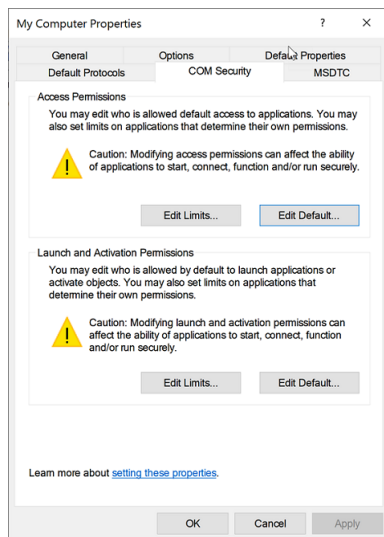 My Computer Properties ? ×
General Options Default Properties
Default Protocols COM Security MSDTC
Access Permissions
You may edit who is allowed default access to applications. You may
also set limits on applications that determine their own permissions.
Caution: Modifying access permissions can affect the ability
of applications to start, connect, function and/or run securely.
Edit Limits... Edit Default...
Launch and Activation Permissions
You may edit who is allowed by default to launch applications or
activate objects. You may also set limits on applications that
determine their own permissions.
Caution: Modifying launch and activation permissions can
affect the ability of applications to start, connect, function
and/or run securely.
Edit Limits... Edit Default...
Learn more about setting these properties.
OK Cancel Apply